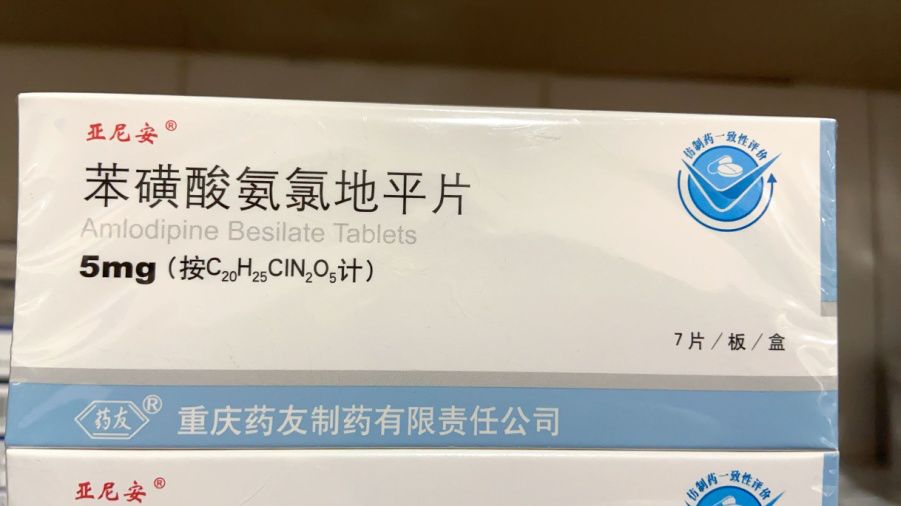 亚尼安®
仿制药一致性评价
苯磺酸氨氯地平片
Amlodipine Besilate Tablets
5mg(按C₂₀H₂₅ClN₂O₅计)
7片/板/盒
药友® 重庆药友制药有限责任公司
亚尼安®
仿制药一致性评价